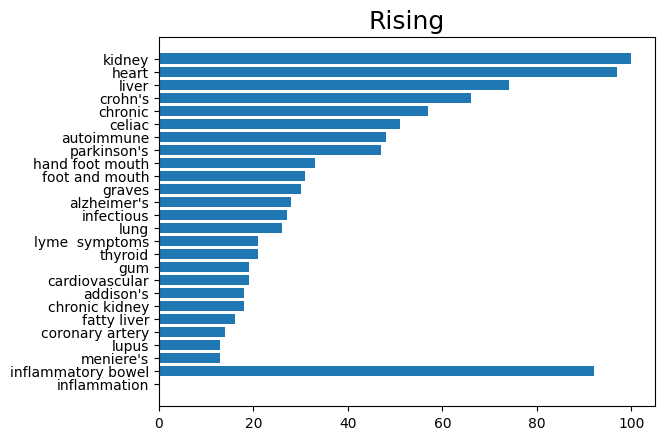 Rising
kidney
heart
liver
crohn's
chronic
celiac
autoimmune
parkinson's
hand foot mouth
foot and mouth
graves
alzheimer's
infectious
lung
lyme  symptoms
thyroid
gum
cardiovascular
addison's
chronic kidney
fatty liver
coronary artery
lupus
meniere's
inflammatory bowel
inflammation
0 20 40 60 80 100